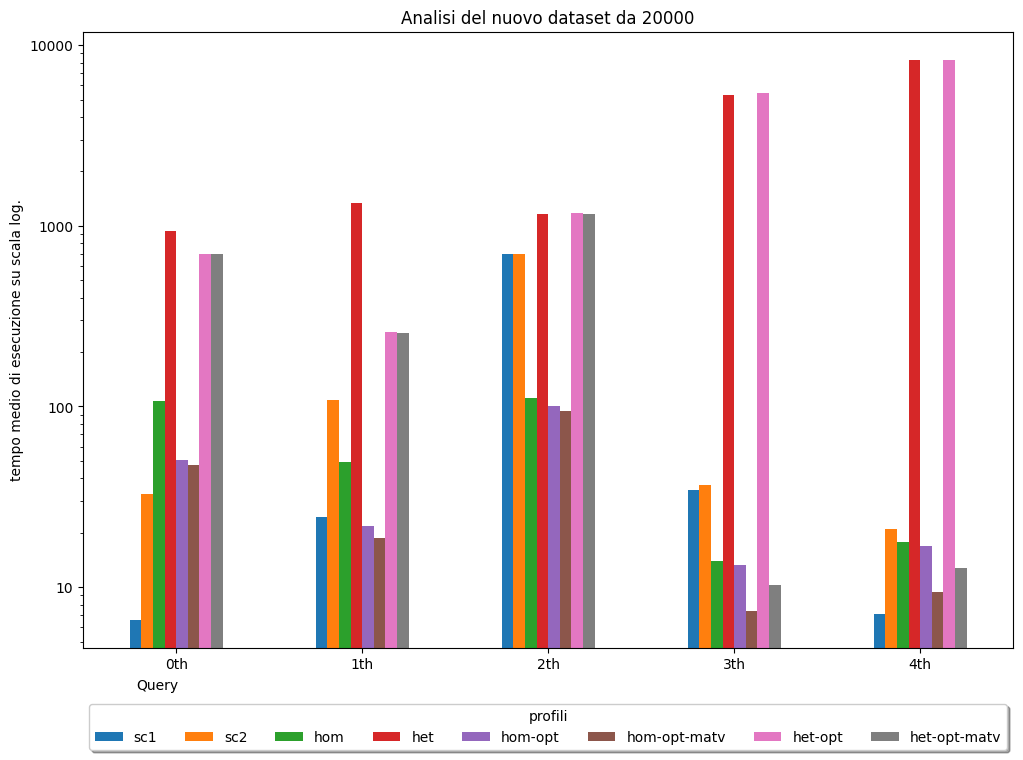 Analisi del nuovo dataset da 20000
tempo medio di esecuzione su scala log.
10000
1000
100
10
0th
1th
2th
3th
4th
Query
profili
sc1 sc2 hom het hom-opt hom-opt-matv het-opt het-opt-matv